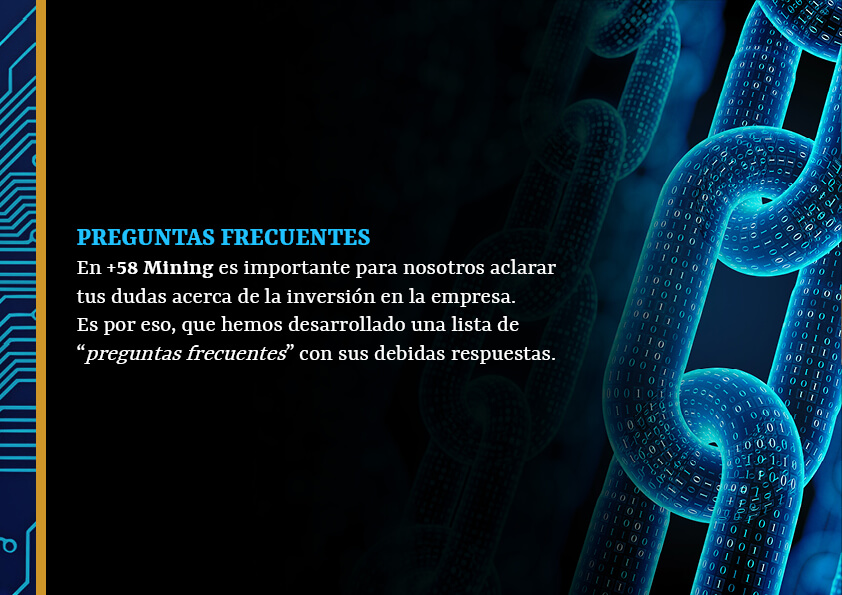 PREGUNTAS FRECUENTES
En +58 Mining es importante para nosotros aclarar
tus dudas acerca de la inversión en la empresa.
Es por eso, que hemos desarrollado una lista de
“preguntas frecuentes” con sus debidas respuestas.